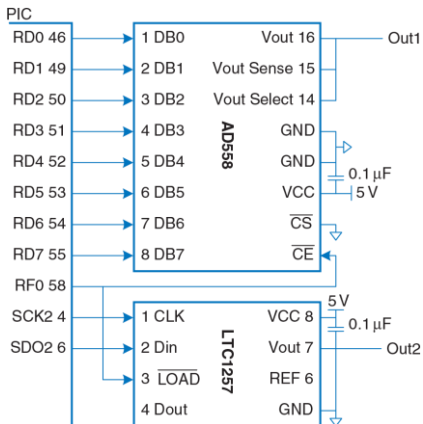 PIC
RD0 46
1 DB0
Vout 16
Out1
RD1 49
2 DB1
Vout Sense 15
RD2 50
3 DB2
Vout Select 14
RD3 51
4 DB3
GND
RD4 52
5 DB4
GND
0.1 µF
RD5 53
6 DB5
VCC
5 V
RD6 54
7 DB6
CS
RD7 55
8 DB7
CE
AD558
RF0 58
5 V
SCK2 4
1 CLK
VCC 8
0.1 µF
SDO2 6
2 Din
Vout 7
Out2
3 LOAD
REF 6
4 Dout
GND
LTC1257